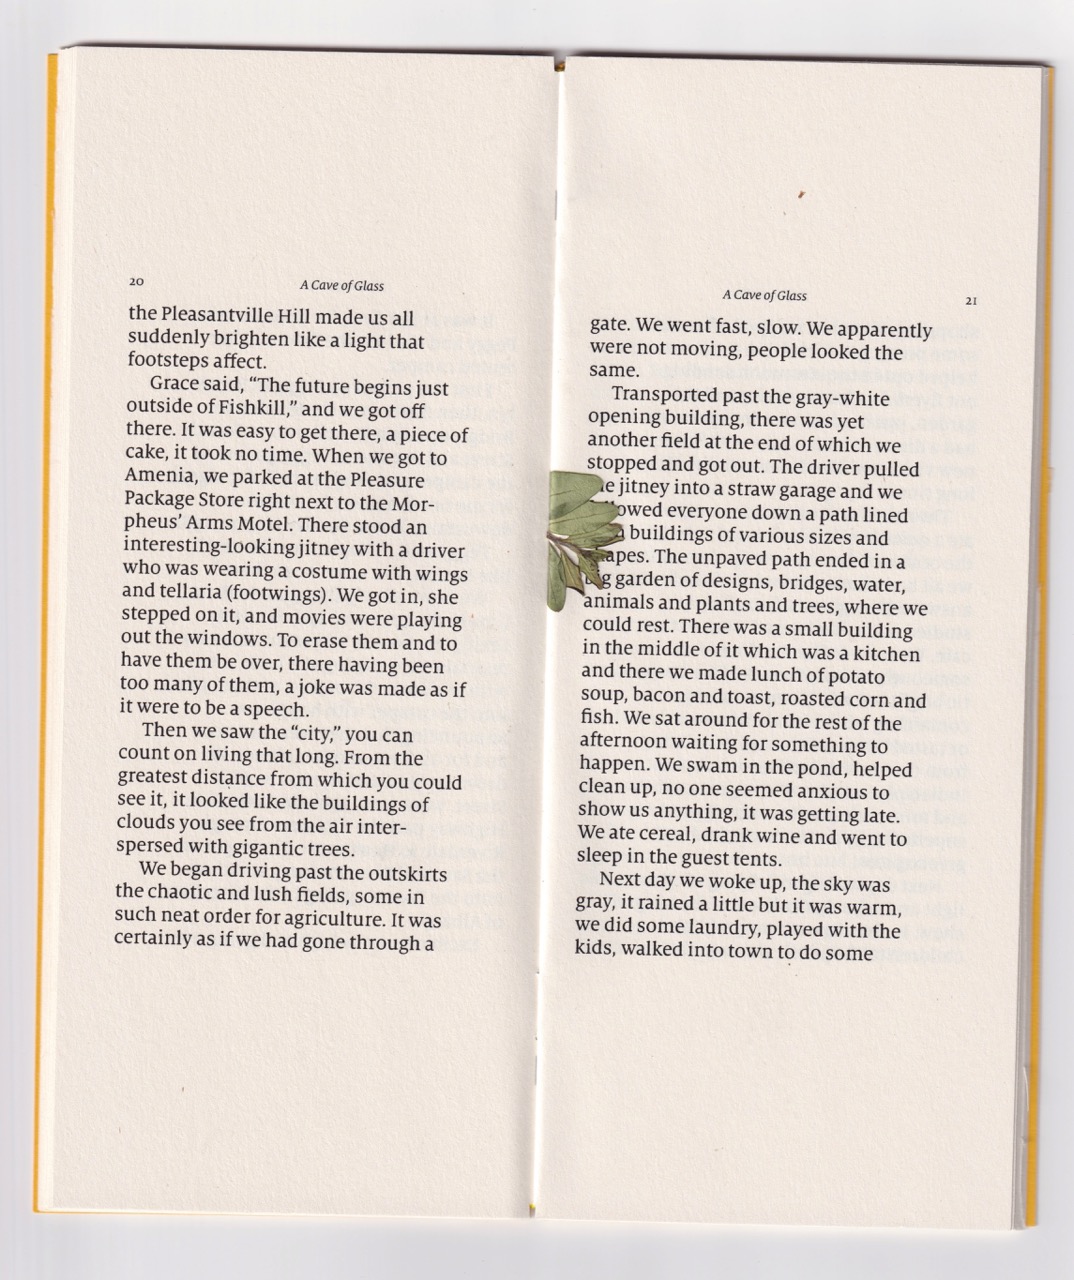 20
A Cave of Glass
the Pleasantville Hill made us all
suddenly brighten like a light that
footsteps affect.
Grace said, “The future begins just
outside of Fishkill,” and we got off
there. It was easy to get there, a piece of
cake, it took no time. When we got to
Amenia, we parked at the Pleasure
Package Store right next to the Mor-
pheus’ Arms Motel. There stood an
interesting-looking jitney with a driver
who was wearing a costume with wings
and tellaria (footwings). We got in, she
stepped on it, and movies were playing
out the windows. To erase them and to
have them be over, there having been
too many of them, a joke was made as if
it were to be a speech.
Then we saw the “city,” you can
count on living that long. From the
greatest distance from which you could
see it, it looked like the buildings of
clouds you see from the air inter-
spersed with gigantic trees.
We began driving past the outskirts
the chaotic and lush fields, some in
such neat order for agriculture. It was
certainly as if we had gone through a
A Cave of Glass
21
gate. We went fast, slow. We apparently
were not moving, people looked the
same.
Transported past the gray-white
opening building, there was yet
another field at the end of which we
stopped and got out. The driver pulled
jitney into a straw garage and we
everyone down a path lined
buildings of various sizes and
The unpaved path ended in a
garden of designs, bridges, water,
animals and plants and trees, where we
could rest. There was a small building
in the middle of it which was a kitchen
and there we made lunch of potato
soup, bacon and toast, roasted corn and
fish. We sat around for the rest of the
afternoon waiting for something to
happen. We swam in the pond, helped
clean up, no one seemed anxious to
show us anything, it was getting late.
We ate cereal, drank wine and went to
sleep in the guest tents.
Next day we woke up, the sky was
gray, it rained a little but it was warm,
we did some laundry, played with the
kids, walked into town to do some